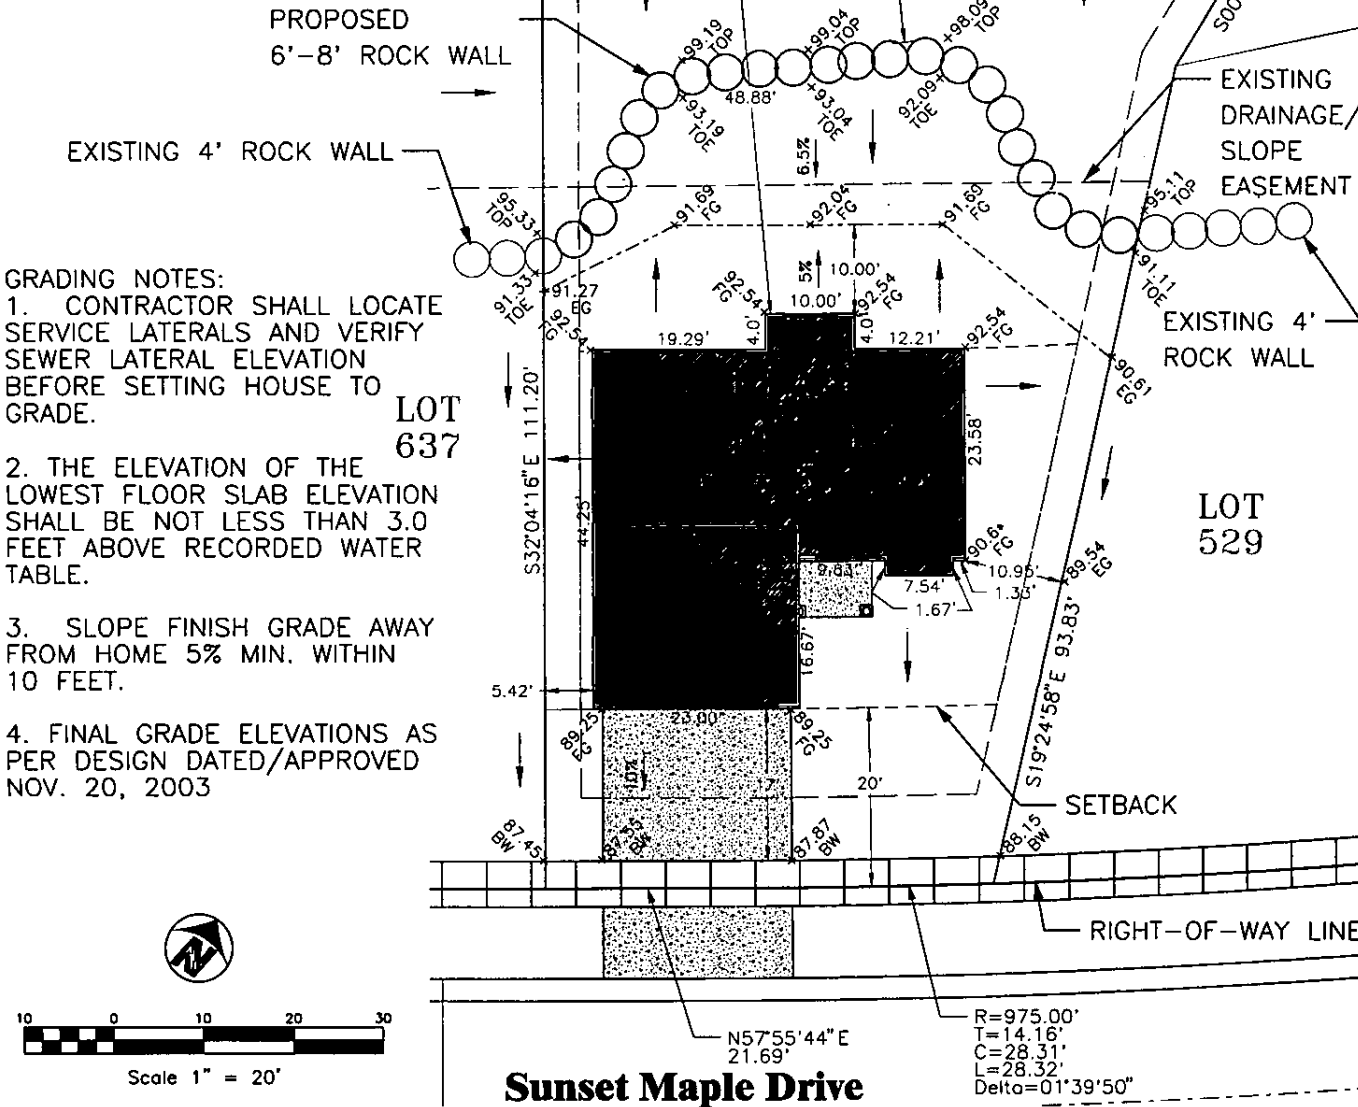 PROPOSED
6'-8' ROCK WALL
EXISTING 4' ROCK WALL
+99.19
TOP
+99.04
TOP
+98.09
TOP
S00
48.88'
+93.19
TOE
+93.04
TOE
92.09+
TOE
6.5%
EXISTING
DRAINAGE/
SLOPE
EASEMENT
95.33
TOP
91.69
FG
92.04
FG
91.69
FG
+95.11
TOP
91.33
TOE
91.27
EG
92.54
FG
92.54
FG
5%
10.00'
10.00'
92.54
FG
91.11
TOE
EXISTING 4'
ROCK WALL
19.29'
4.0'
4.0'
12.21'
92.54
FG
90.61
EG
GRADING NOTES:
1. CONTRACTOR SHALL LOCATE
SERVICE LATERALS AND VERIFY
SEWER LATERAL ELEVATION
BEFORE SETTING HOUSE TO
GRADE.
2. THE ELEVATION OF THE
LOWEST FLOOR SLAB ELEVATION
SHALL BE NOT LESS THAN 3.0
FEET ABOVE RECORDED WATER
TABLE.
3. SLOPE FINISH GRADE AWAY
FROM HOME 5% MIN. WITHIN
10 FEET.
4. FINAL GRADE ELEVATIONS AS
PER DESIGN DATED/APPROVED
NOV. 20, 2003
LOT
637
S32°04'16"E 111.20'
44.25'
23.58'
LOT
529
FG
9.83'
7.54'
10.95'
1.33'
1.67'
89.54
EG
16.67'
5.42'
S19°24'58"E 93.83'
89.25
EG
23.00'
89.25
FG
10%
17'
20'
SETBACK
87.45
BW
87.55
BW
87.87
BW
88.15
BW
RIGHT-OF-WAY LINE
N
10 0 10 20 30
Scale 1" = 20'
N57°55'44"E
21.69'
R=975.00'
T=14.16'
C=28.31'
L=28.32'
Delta=01°39'50"
Sunset Maple Drive